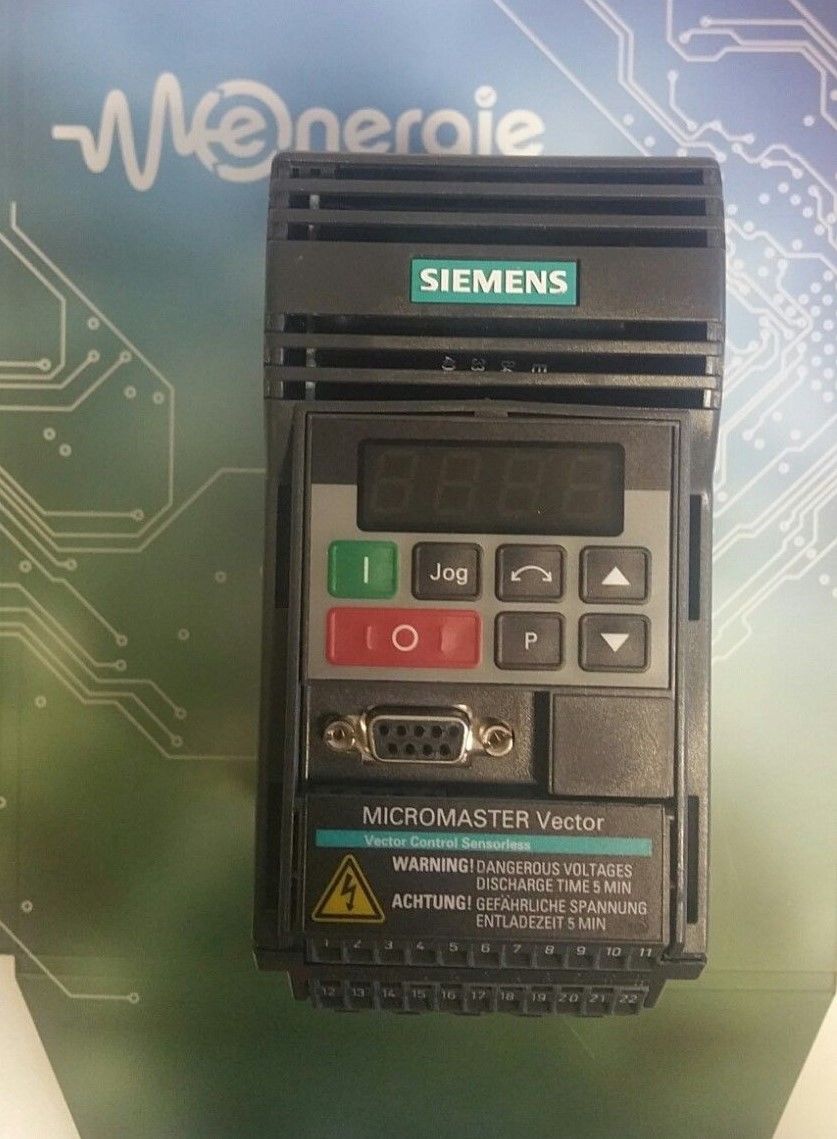 energie
SIEMENS
I
Jog
O
P
MICROMASTER Vector
Vector Control Sensorless
WARNING! DANGEROUS VOLTAGES
DISCHARGE TIME 5 MIN
ACHTUNG! GEFÄHRLICHE SPANNUNG
ENTLADEZEIT 5 MIN
1 2 3 4 5 6 7 8 9 10 11
12 13 14 15 16 17 18 19 20 21 22